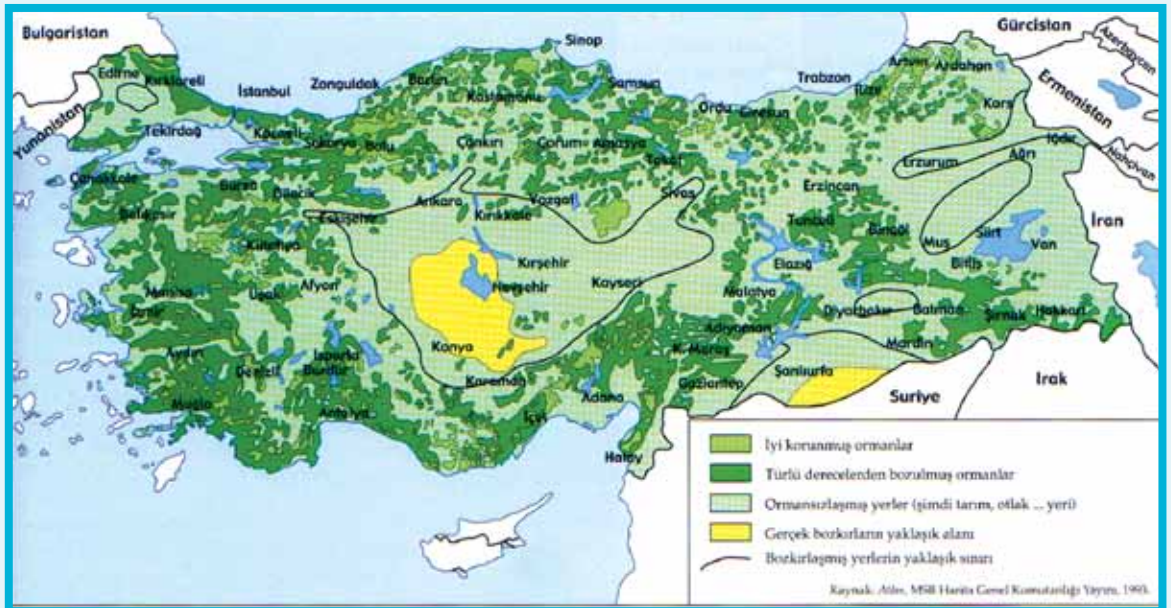 Bulgaristan
Gürcistan
Azerbaycan
Ermenistan
Nahçıvan
Yunanistan
İran
Irak
Suriye
Edirne
Kırklareli
Tekirdağ
İstanbul
Kocaeli
Sakarya
Zonguldak
Bolu
Bartın
Kastamonu
Sinop
Samsun
Çankırı
Çorum
Amasya
Tokat
Ordu
Giresun
Trabzon
Rize
Artvin
Ardahan
Kars
Iğdır
Ağrı
Erzurum
Erzincan
Çanakkale
Balıkesir
Bursa
Bilecik
Eskişehir
Kütahya
Ankara
Kırıkkale
Yozgat
Sivas
Tunceli
Bingöl
Muş
Siirt
Van
Bitlis
Elazığ
Kırşehir
Nevşehir
Kayseri
Malatya
Manisa
Uşak
Afyon
İzmir
Aydın
Denizli
Isparta
Burdur
Muğla
Antalya
Konya
Karaman
İçel
Adana
Adıyaman
K.Maraş
Gaziantep
Hatay
Şanlıurfa
Diyarbakır
Batman
Mardin
Şırnak
Hakkari
İyi korunmuş ormanlar
Türlü derecelerden bozulmuş ormanlar
Ormansızlaşmış yerler (şimdi tarım, otlak ... yeri)
Gerçek bozkırların yaklaşık alanı
Bozkırlaşmış yerlerin yaklaşık sınırı
Kaynak: Atlas, MSB Harita Genel Komutanlığı Yayını, 1993.